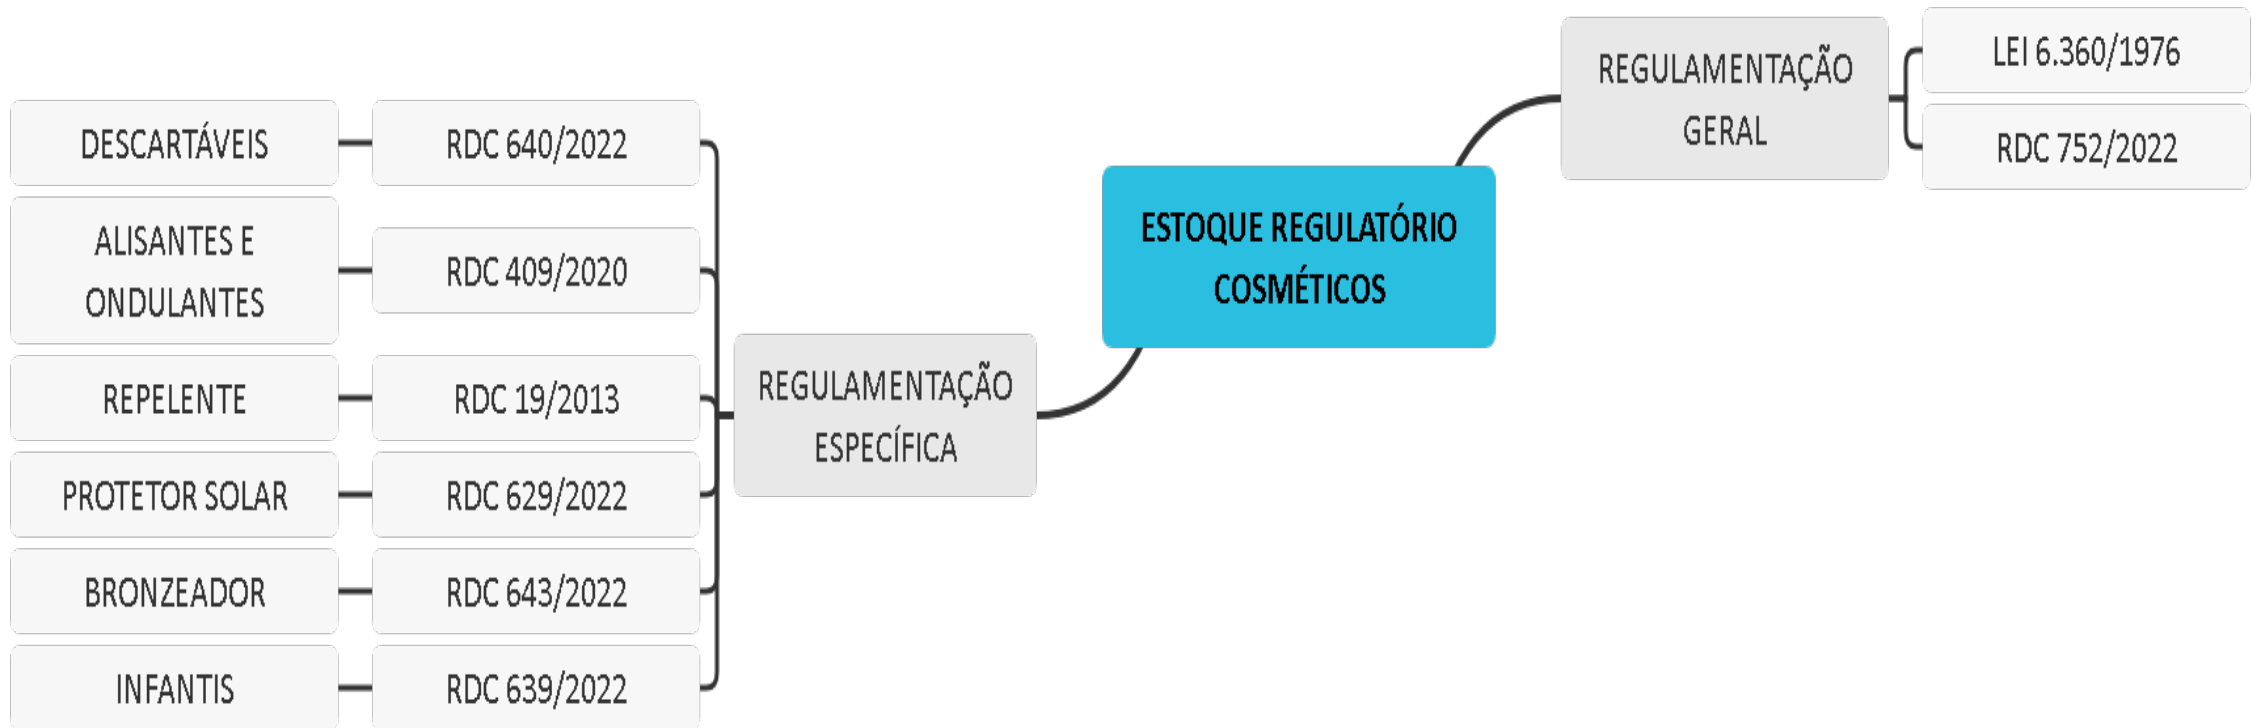 ESTOQUE REGULATÓRIO
COSMÉTICOS
REGULAMENTAÇÃO
GERAL
LEI 6.360/1976
RDC 752/2022
REGULAMENTAÇÃO
ESPECÍFICA
RDC 640/2022
DESCARTÁVEIS
RDC 409/2020
ALISANTES E
ONDULANTES
RDC 19/2013
REPELENTE
RDC 629/2022
PROTETOR SOLAR
RDC 643/2022
BRONZEADOR
RDC 639/2022
INFANTIS